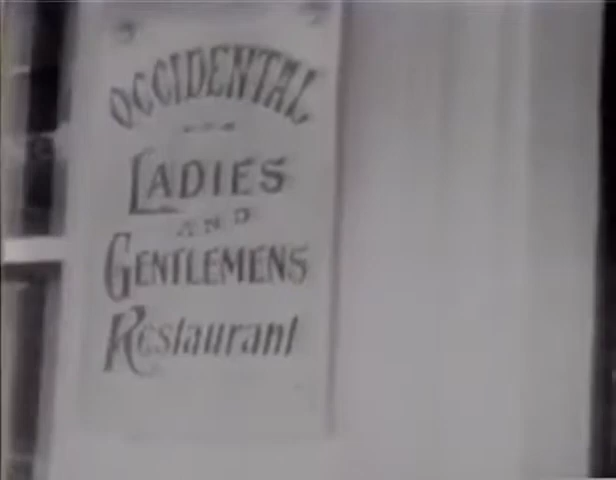 OCCIDENTAL
LADIES
AND
GENTLEMENS
Restaurant